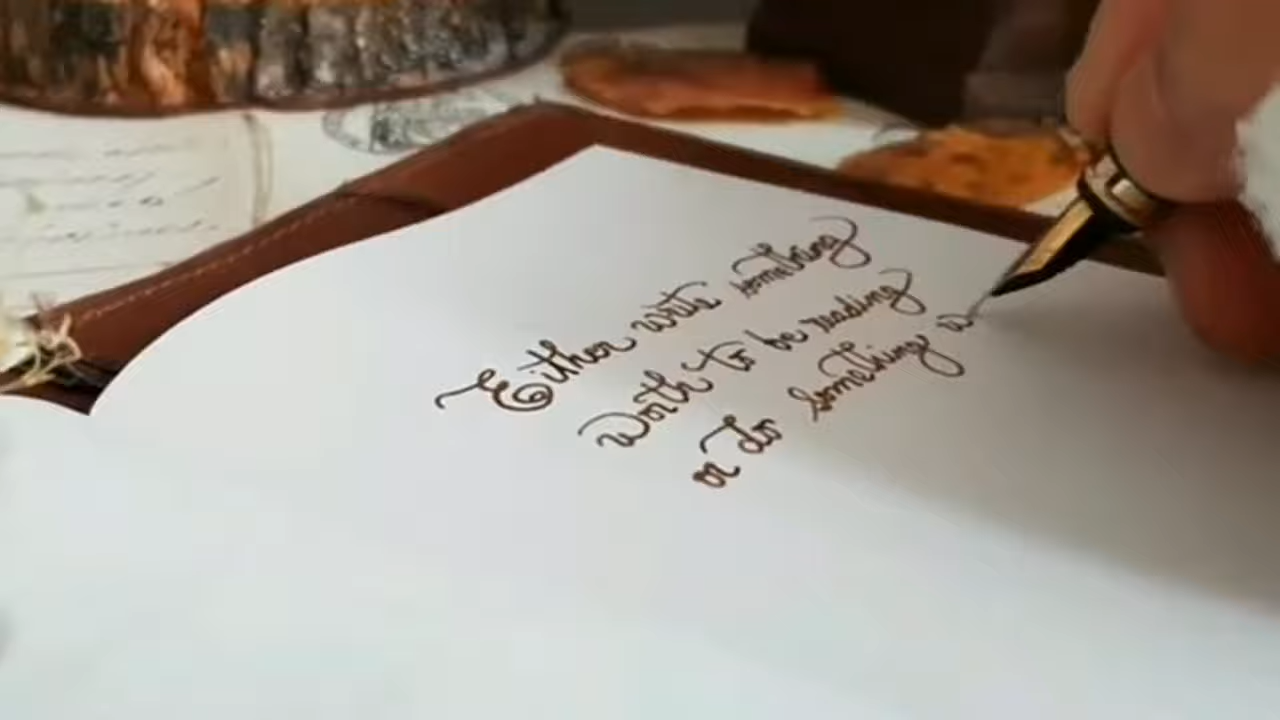 Either write something
Worth to be reading
or do something w